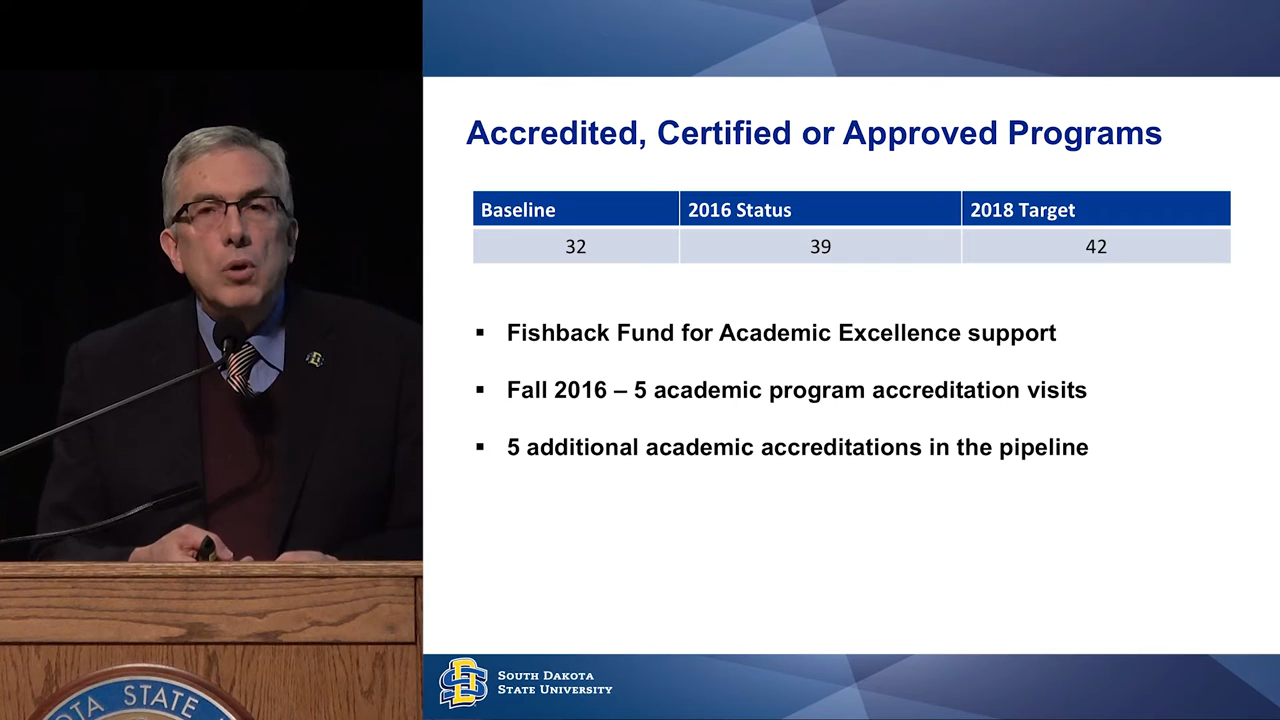 Accredited, Certified or Approved Programs
Baseline 2016 Status 2018 Target
32 39 42
▪ Fishback Fund for Academic Excellence support
▪ Fall 2016 – 5 academic program accreditation visits
▪ 5 additional academic accreditations in the pipeline
SOUTH DAKOTA
STATE UNIVERSITY
STATE